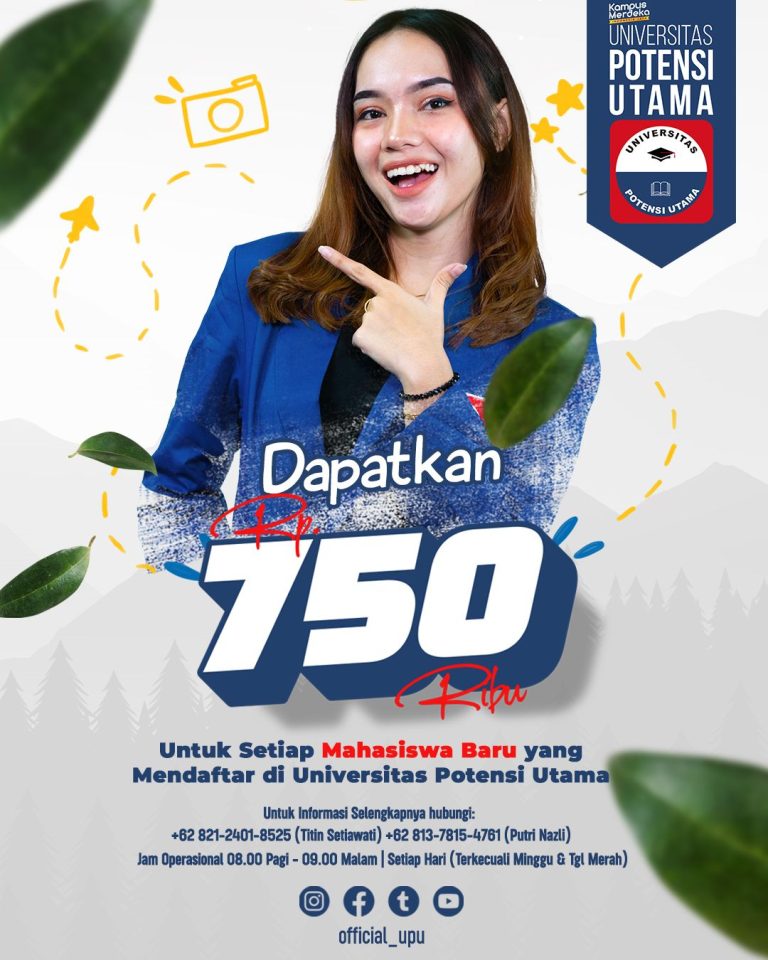 Kampus
Merdeka
UNIVERSITAS
POTENSI
UTAMA
UNIVERSITAS
POTENSI UTAMA
Dapatkan
Rp.
750
Ribu
Untuk Setiap Mahasiswa Baru yang
Mendaftar di Universitas Potensi Utama
Untuk Informasi Selengkapnya hubungi:
+62 821-2401-8525 (Titin Setiawati) +62 813-7815-4761 (Putri Nazli)
Jam Operasional 08.00 Pagi - 09.00 Malam | Setiap Hari (Terkecuali Minggu & Tgl Merah)
official_upu